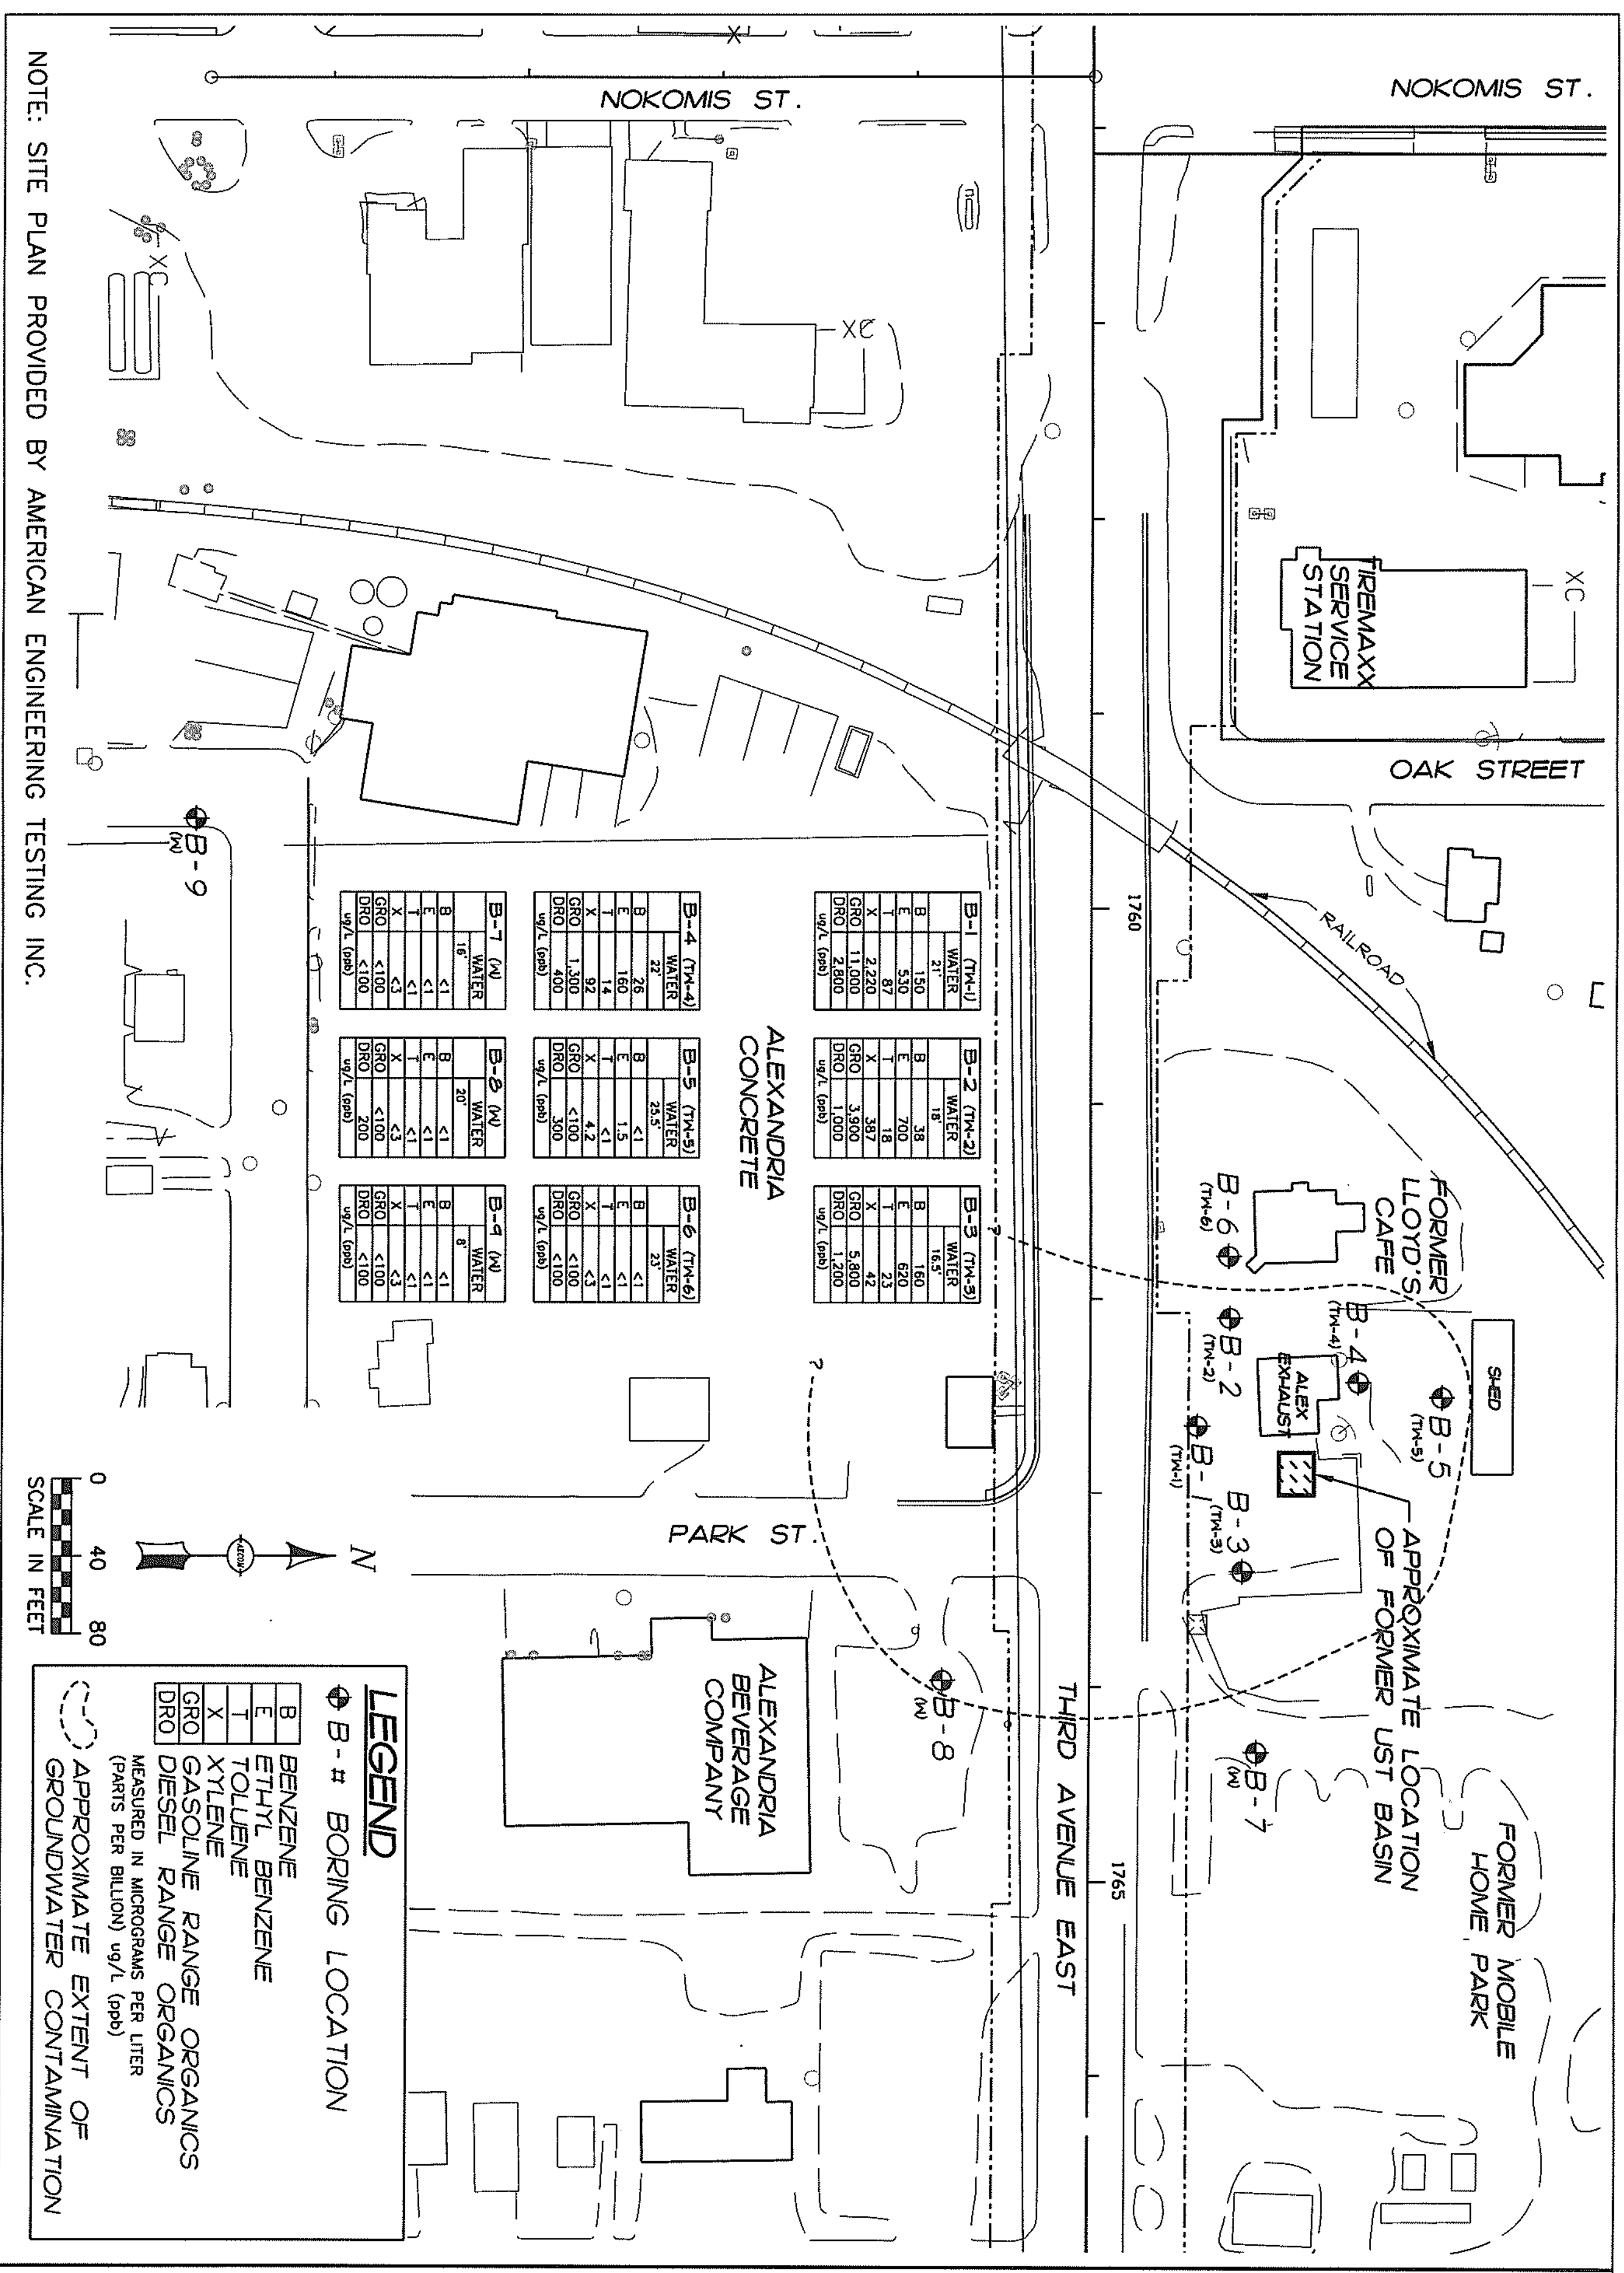 NOKOMIS ST.
NOKOMIS ST.
XC
XC
XC
X
TIREMAXX
SERVICE
STATION
OAK STREET
RAILROAD
1760
FORMER
LLOYD'S
CAFE
SHED
B-6
(TW-6)
B-2
(TW-2)
B-4
(TW-4)
B-5
(TW-5)
ALEX
EXHAUST
B-1
(TW-1)
B-3
(TW-3)
APPROXIMATE LOCATION
OF FORMER UST BASIN
B-7
(W)
FORMER MOBILE
HOME PARK
THIRD AVENUE EAST
1765
B-8
(W)
ALEXANDRIA
BEVERAGE
COMPANY
PARK ST.
?
?
ALEXANDRIA
CONCRETE
B-9
(W)
B-1 (TW-1)
WATER
21'
B 150
E 530
T 87
X 2,220
GRO 11,000
DRO 2,800
ug/L (ppb)
B-2 (TW-2)
WATER
18'
B 38
E 700
T 18
X 387
GRO 3,900
DRO 1,000
ug/L (ppb)
B-3 (TW-3)
WATER
16.5'
B 160
E 620
T 23
X 42
GRO 5,800
DRO 1,200
ug/L (ppb)
B-4 (TW-4)
WATER
22'
B 26
E 160
T 14
X 92
GRO 1,300
DRO 400
ug/L (ppb)
B-5 (TW-5)
WATER
25.5'
B <1
E 1.5
T <1
X 4.2
GRO <100
DRO 300
ug/L (ppb)
B-6 (TW-6)
WATER
23'
B <1
E <1
T <1
X <3
GRO <100
DRO <100
ug/L (ppb)
B-7 (W)
WATER
16'
B <1
E <1
T <1
X <3
GRO <100
DRO <100
ug/L (ppb)
B-8 (W)
WATER
20'
B <1
E <1
T <1
X <3
GRO <100
DRO 200
ug/L (ppb)
B-9 (W)
WATER
8'
B <1
E <1
T <1
X <3
GRO <100
DRO <100
ug/L (ppb)
N
AECOM
0 40 80
SCALE IN FEET
LEGEND
B-# BORING LOCATION
B BENZENE
E ETHYL BENZENE
T TOLUENE
X XYLENE
GRO GASOLINE RANGE ORGANICS
DRO DIESEL RANGE ORGANICS
MEASURED IN MICROGRAMS PER LITER
(PARTS PER BILLION) ug/L (ppb)
APPROXIMATE EXTENT OF
GROUNDWATER CONTAMINATION
NOTE: SITE PLAN PROVIDED BY AMERICAN ENGINEERING TESTING INC.